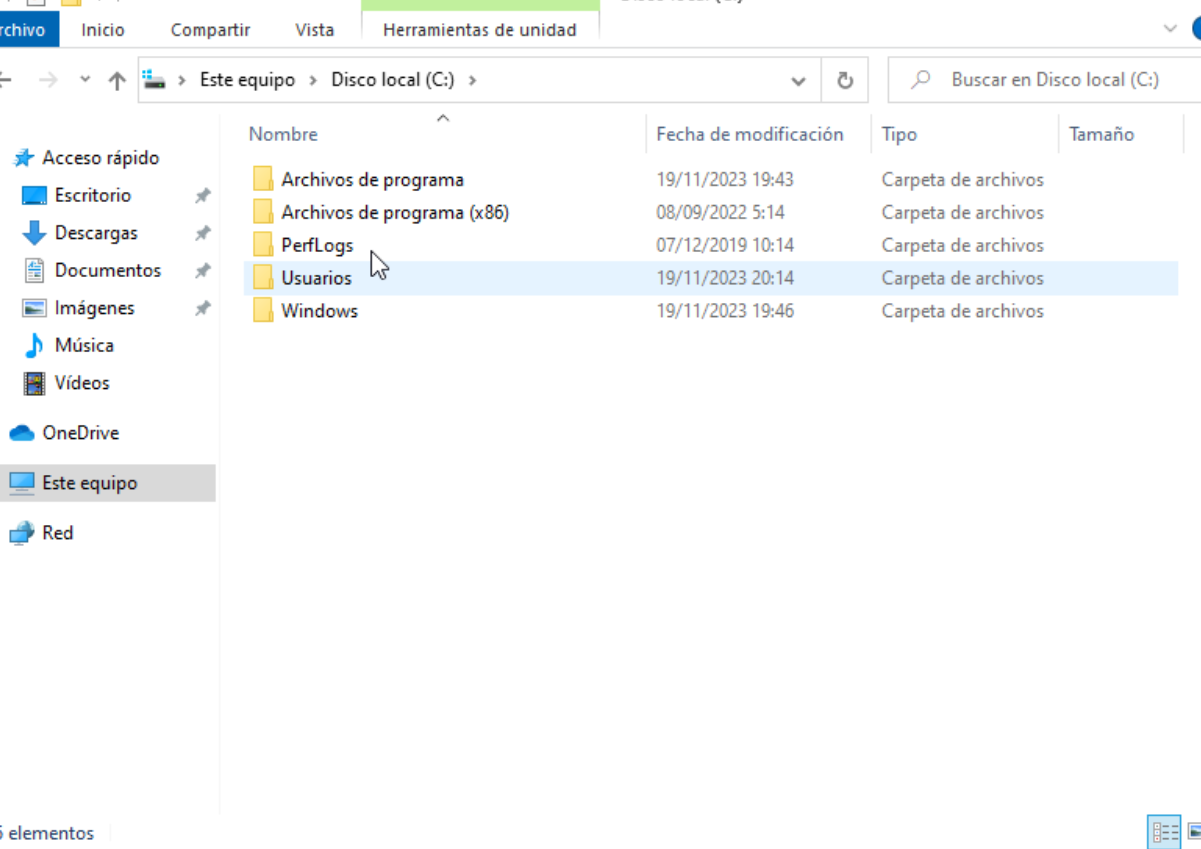 Archivo Inicio Compartir Vista Herramientas de unidad
Este equipo Disco local (C:) Buscar en Disco local (C:)
Nombre Fecha de modificación Tipo Tamaño
Acceso rápido
Escritorio
Descargas
Documentos
Imágenes
Música
Vídeos
OneDrive
Este equipo
Red
Archivos de programa 19/11/2023 19:43 Carpeta de archivos
Archivos de programa (x86) 08/09/2022 5:14 Carpeta de archivos
PerfLogs 07/12/2019 10:14 Carpeta de archivos
Usuarios 19/11/2023 20:14 Carpeta de archivos
Windows 19/11/2023 19:46 Carpeta de archivos
elementos